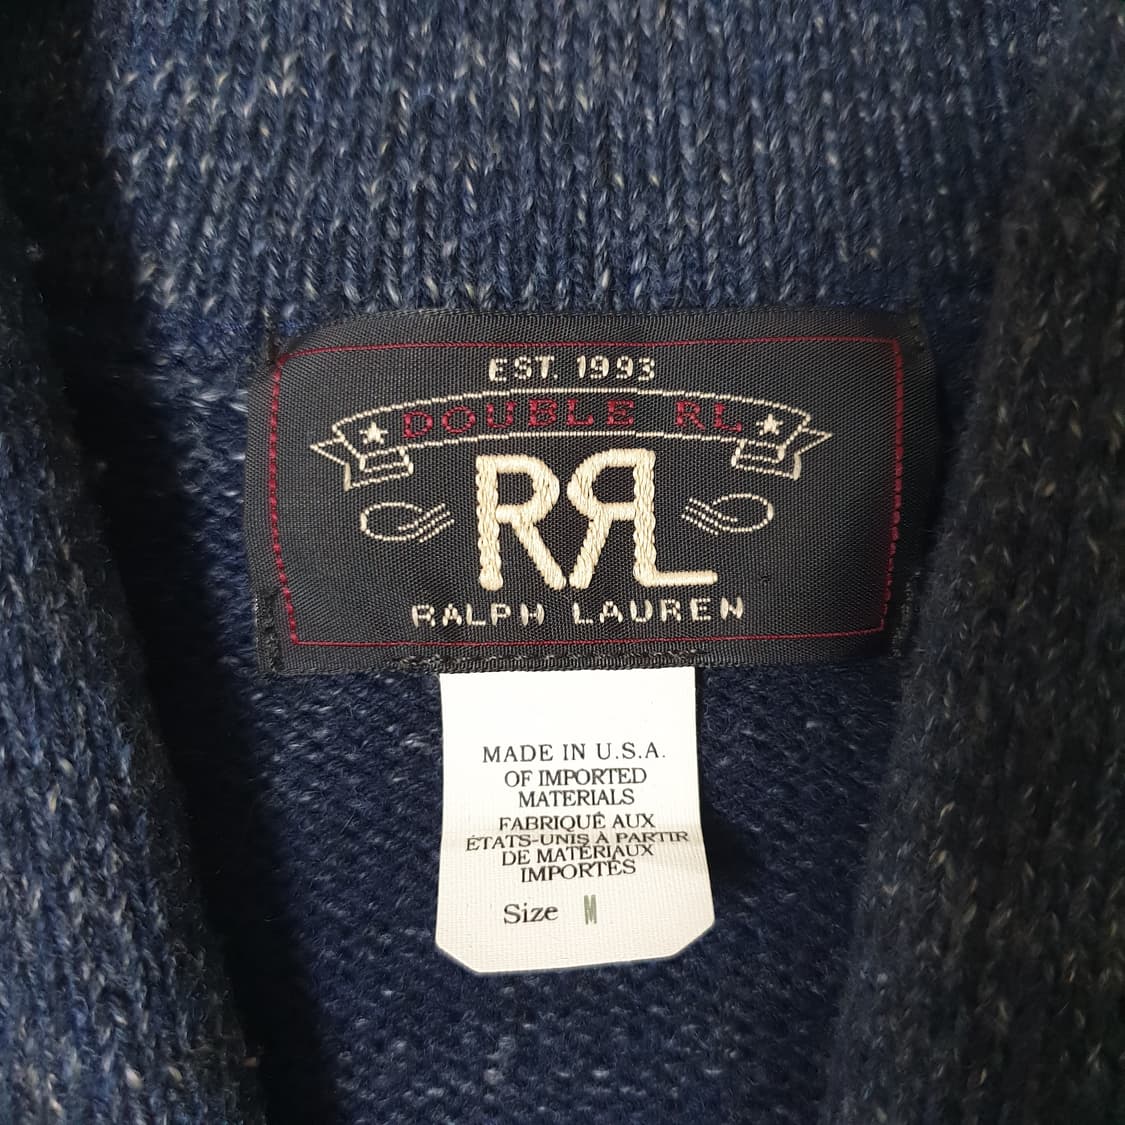 EST. 1993
DOUBLE RL
RRL
RALPH LAUREN
MADE IN U.S.A.
OF IMPORTED
MATERIALS
FABRIQUÉ AUX
ÉTATS-UNIS À PARTIR
DE MATÉRIAUX
IMPORTÉS
Size M